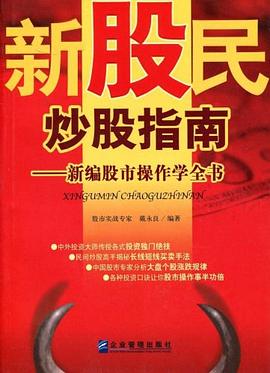 新股民
炒股指南
——新编股市操作学全书
XINGUMIN CHAOGUZHINAN
股市实战专家 戴永良/编著
•中外投资大师传授各式投资独门绝技
•民间炒股高手揭秘长线短线买卖手法
•中国股市专家分析大盘个股涨跌规律
•各种投资口诀让你股市操作事半功倍
企业管理出版社